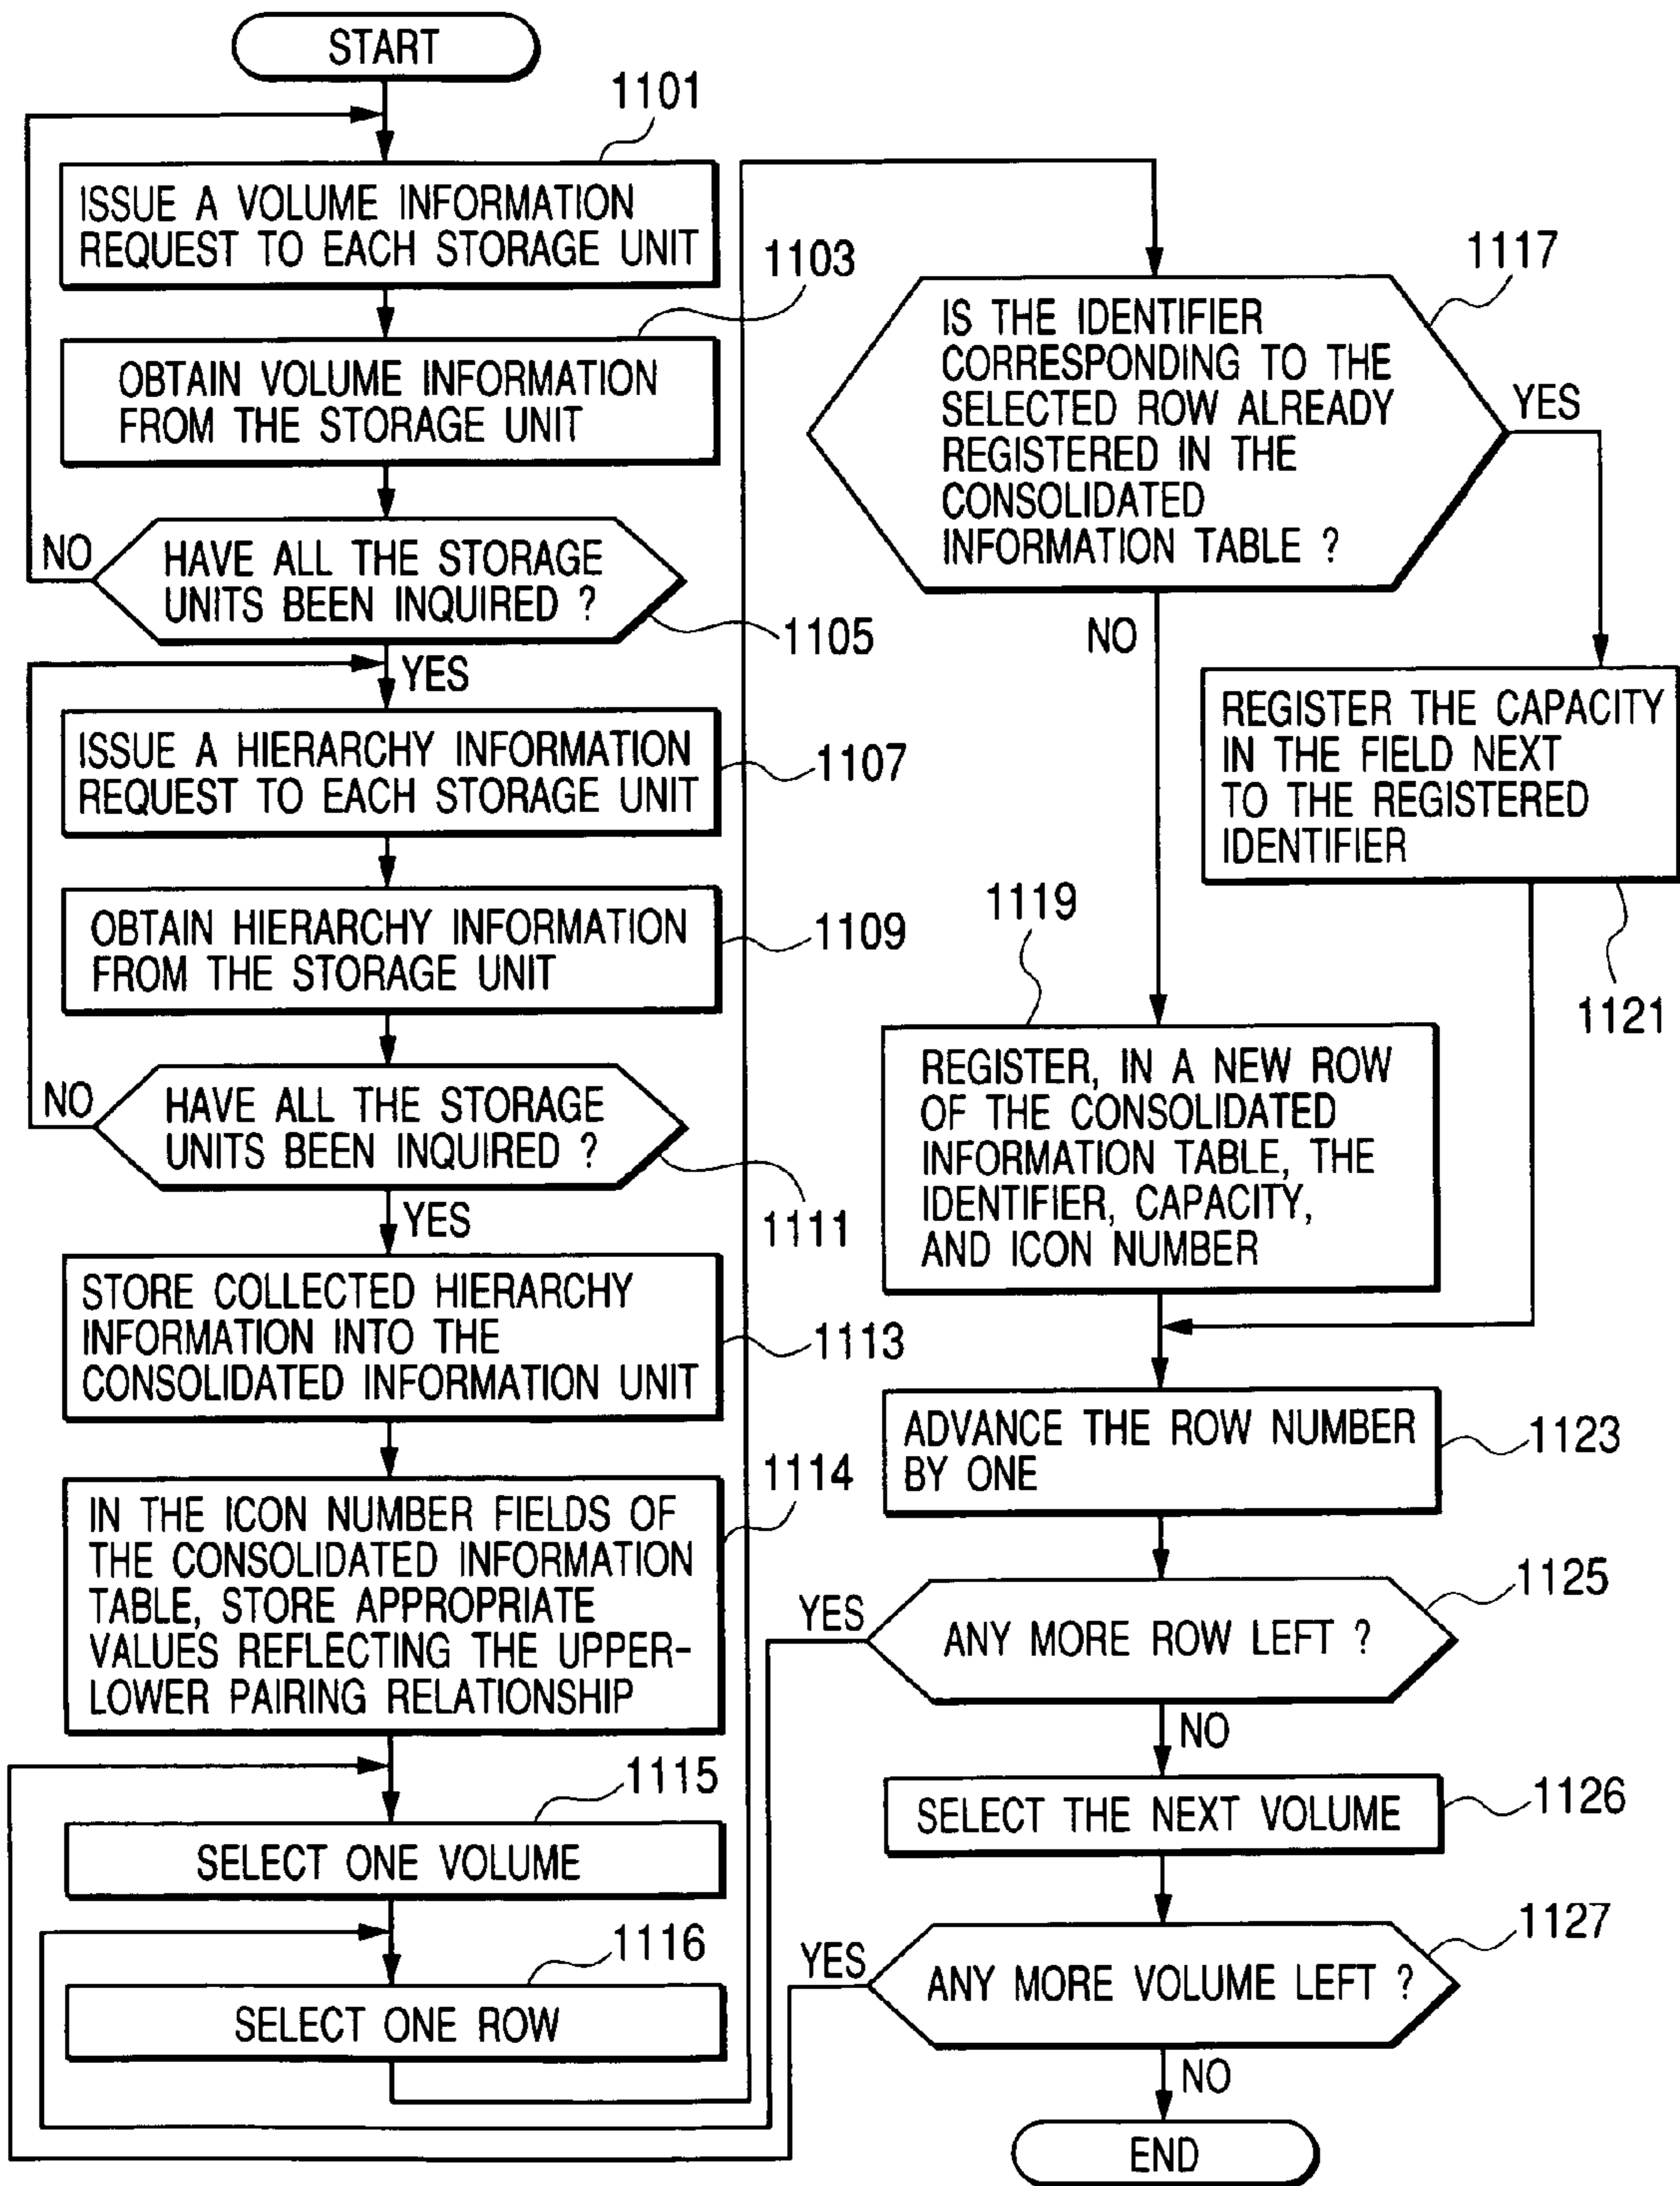 START
1101
ISSUE A VOLUME INFORMATION
REQUEST TO EACH STORAGE UNIT
1103
OBTAIN VOLUME INFORMATION
FROM THE STORAGE UNIT
NO
HAVE ALL THE STORAGE
UNITS BEEN INQUIRED ?
1105
YES
ISSUE A HIERARCHY INFORMATION
REQUEST TO EACH STORAGE UNIT
1107
OBTAIN HIERARCHY INFORMATION
FROM THE STORAGE UNIT
1109
NO
HAVE ALL THE STORAGE
UNITS BEEN INQUIRED ?
1111
YES
STORE COLLECTED HIERARCHY
INFORMATION INTO THE
CONSOLIDATED INFORMATION UNIT
1113
1114
IN THE ICON NUMBER FIELDS OF
THE CONSOLIDATED INFORMATION
TABLE, STORE APPROPRIATE
VALUES REFLECTING THE UPPER-
LOWER PAIRING RELATIONSHIP
1115
SELECT ONE VOLUME
1116
SELECT ONE ROW
1117
IS THE IDENTIFIER
CORRESPONDING TO THE
SELECTED ROW ALREADY
REGISTERED IN THE
CONSOLIDATED
INFORMATION TABLE ?
YES
NO
REGISTER THE CAPACITY
IN THE FIELD NEXT
TO THE REGISTERED
IDENTIFIER
1121
1119
REGISTER, IN A NEW ROW
OF THE CONSOLIDATED
INFORMATION TABLE, THE
IDENTIFIER, CAPACITY,
AND ICON NUMBER
ADVANCE THE ROW NUMBER
BY ONE
1123
1125
YES
ANY MORE ROW LEFT ?
NO
SELECT THE NEXT VOLUME
1126
1127
YES
ANY MORE VOLUME LEFT ?
NO
END